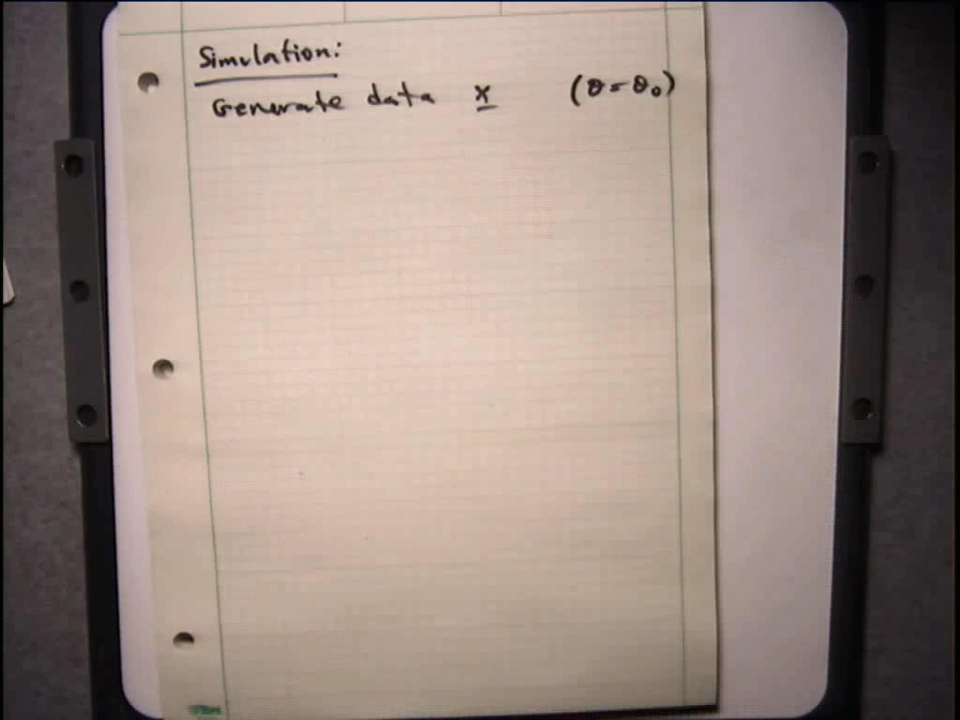 Simulation:
Generate data x (θ=θ₀)